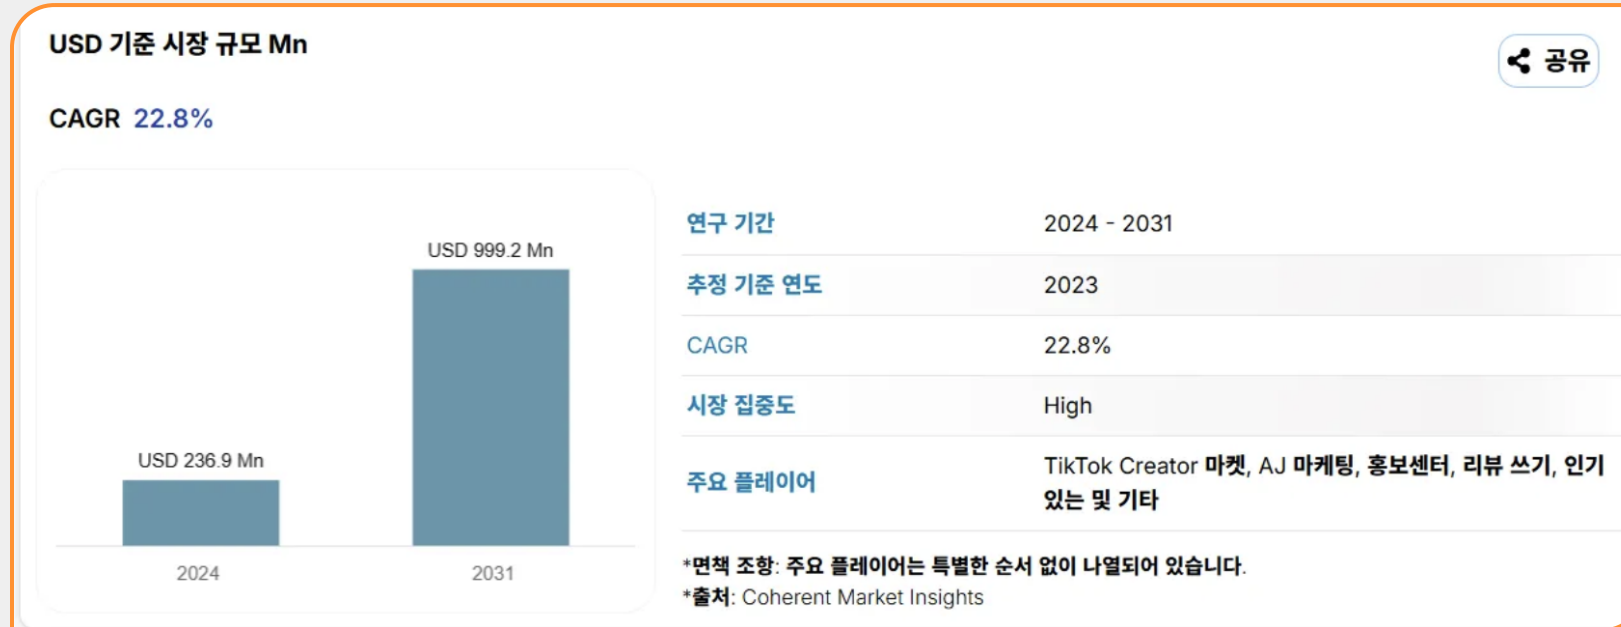 USD 기준 시장 규모 Mn
공유
CAGR 22.8%
USD 999.2 Mn
USD 236.9 Mn
2024
2031
연구 기간 2024 - 2031
추정 기준 연도 2023
CAGR 22.8%
시장 집중도 High
주요 플레이어 TikTok Creator 마켓, AJ 마케팅, 홍보센터, 리뷰 쓰기, 인기
있는 및 기타
*면책 조항: 주요 플레이어는 특별한 순서 없이 나열되어 있습니다.
*출처: Coherent Market Insights